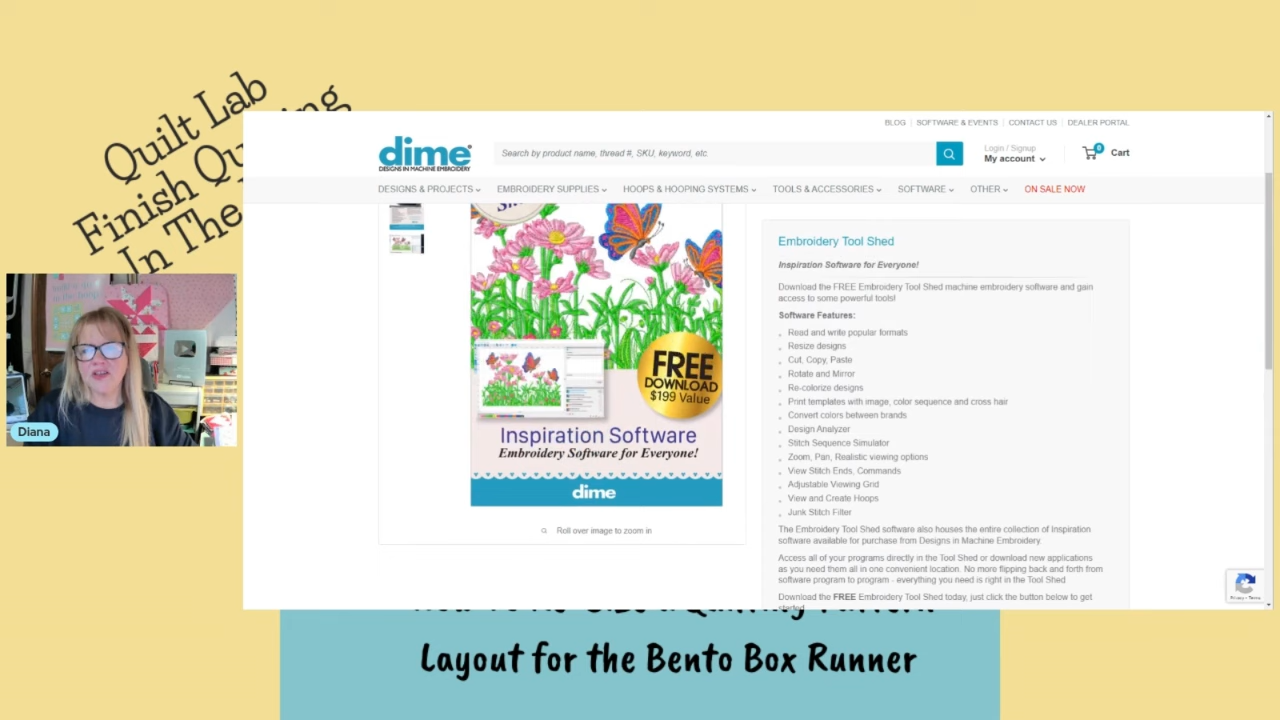 Quilt Lab
Finish Qu
ing
In The
Diana
BLOG
SOFTWARE & EVENTS
CONTACT US
DEALER PORTAL
dime
DESIGNS IN MACHINE EMBROIDERY
Search by product name, thread #, SKU, keyword, etc.
Login / Signup
My account
0
Cart
DESIGNS & PROJECTS
EMBROIDERY SUPPLIES
HOOPS & HOOPING SYSTEMS
TOOLS & ACCESSORIES
SOFTWARE
OTHER
ON SALE NOW
FREE
DOWNLOAD
$199 Value
Inspiration Software
Embroidery Software for Everyone!
dime
Roll over image to zoom in
Embroidery Tool Shed
Inspiration Software for Everyone!
Download the FREE Embroidery Tool Shed machine embroidery software and gain
access to some powerful tools!
Software Features:
Read and write popular formats
Resize designs
Cut, Copy, Paste
Rotate and Mirror
Re-colorize designs
Print templates with image, color sequence and cross hair
Convert colors between brands
Design Analyzer
Stitch Sequence Simulator
Zoom, Pan, Realistic viewing options
View Stitch Ends, Commands
Adjustable Viewing Grid
View and Create Hoops
Junk Stitch Filter
The Embroidery Tool Shed software also houses the entire collection of Inspiration
software available for purchase from Designs in Machine Embroidery.
Access all of your programs directly in the Tool Shed or download new applications
as you need them all in one convenient location. No more flipping back and forth from
software program to program - everything you need is right in the Tool Shed
Download the FREE Embroidery Tool Shed today, just click the button below to get
started
Privacy - Terms
Layout for the Bento Box Runner